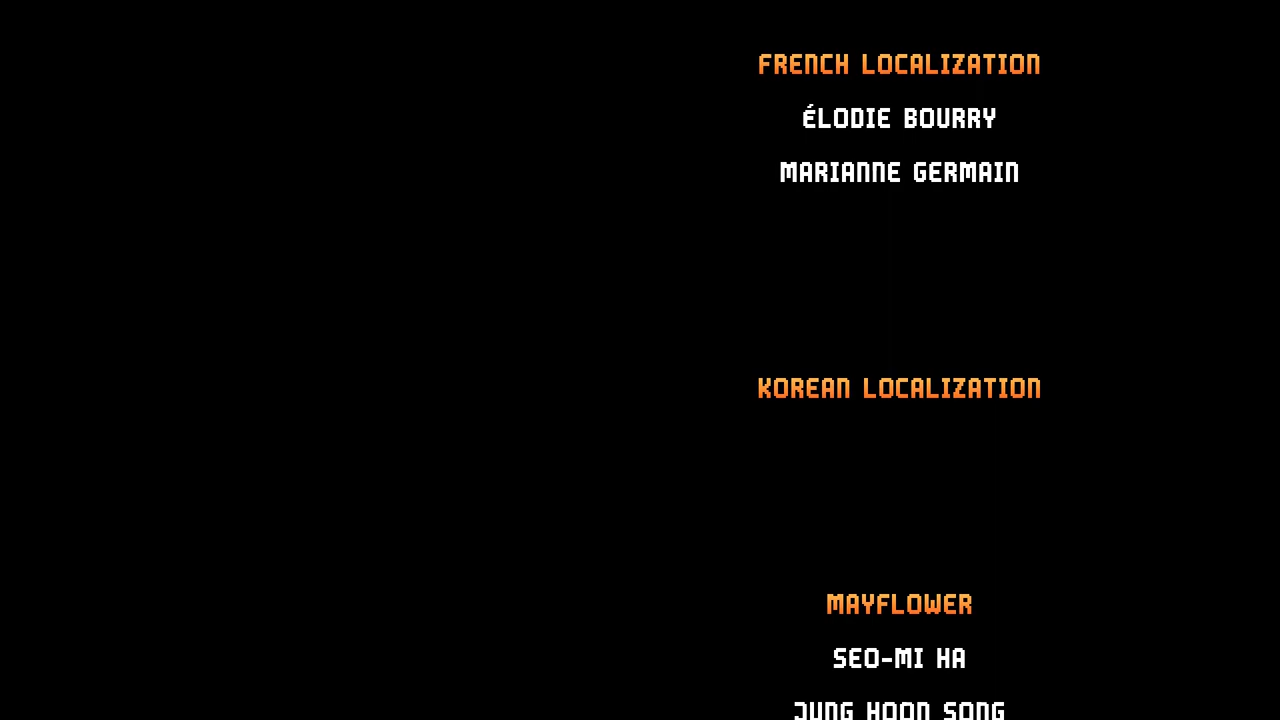 FRENCH LOCALIZATION
ÉLODIE BOURRY
MARIANNE GERMAIN
KOREAN LOCALIZATION
MAYFLOWER
SEO-MI HA
JUNG HOON SONG